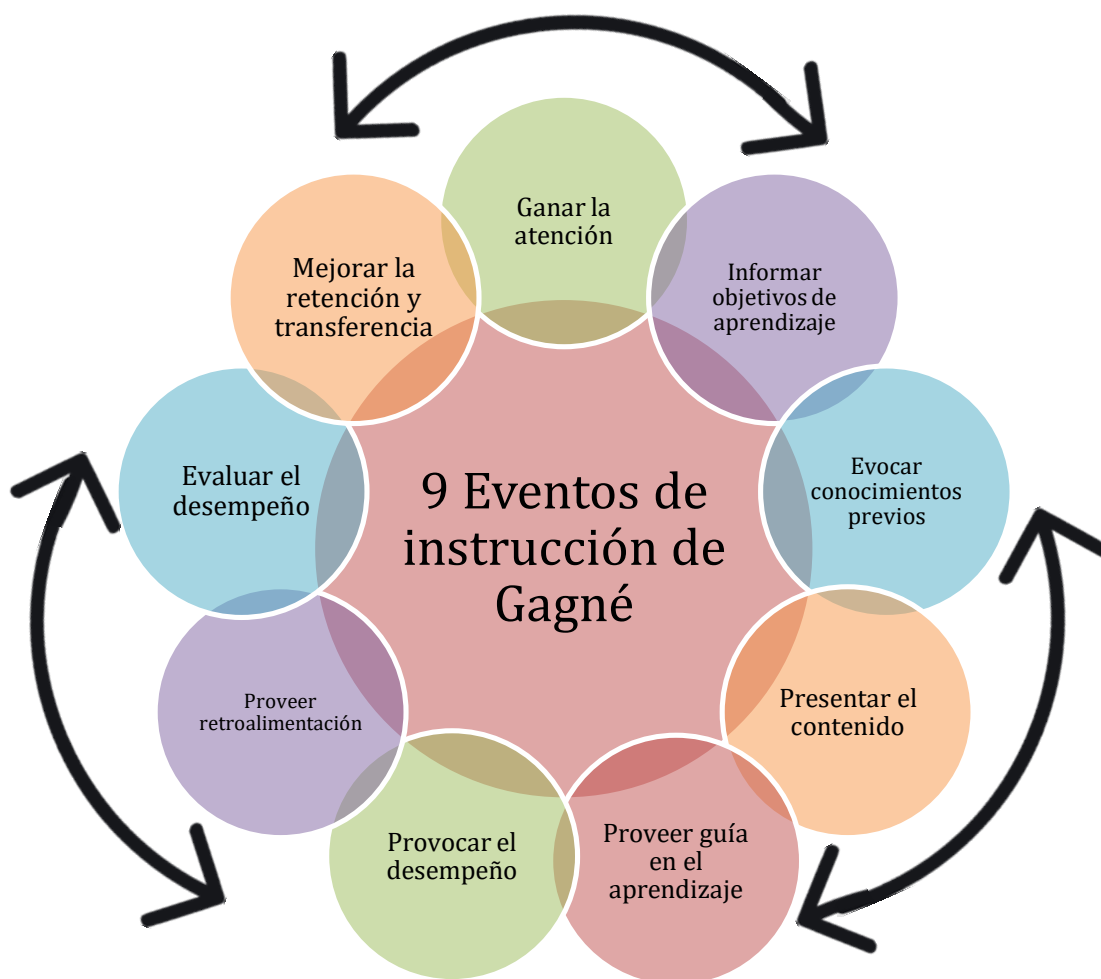 Ganar la
atención
Informar
objetivos de
aprendizaje
Evocar
conocimientos
previos
Presentar el
contenido
Proveer guía
en el
aprendizaje
Provocar el
desempeño
Proveer
retroalimentación
Evaluar el
desempeño
Mejorar la
retención y
transferencia
9 Eventos de
instrucción de
Gagné